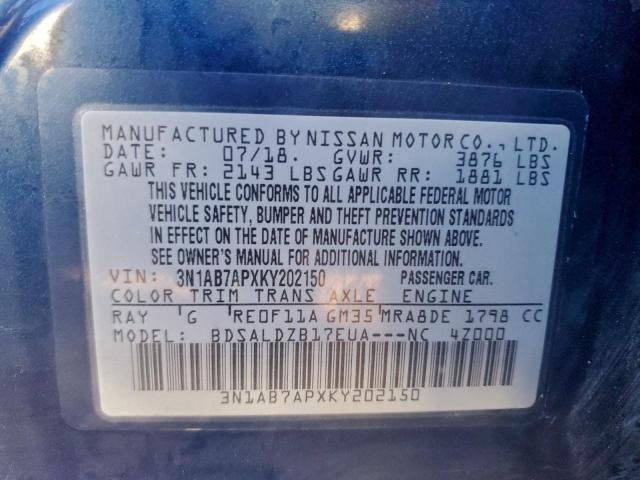 MANUFACTURED BY NISSAN MOTOR CO., LTD.
DATE: 07/18. GVWR: 3876 LBS
GAWR FR: 2143 LBS GAWR RR: 1881 LBS
THIS VEHICLE CONFORMS TO ALL APPLICABLE FEDERAL MOTOR
VEHICLE SAFETY, BUMPER AND THEFT PREVENTION STANDARDS
IN EFFECT ON THE DATE OF MANUFACTURE SHOWN ABOVE.
SEE OWNER'S MANUAL FOR ADDITIONAL INFORMATION.
VIN: 3N1AB7APXKY202150 PASSENGER CAR.
COLOR TRIM TRANS AXLE ENGINE
RAY G RE0F11A GM35 MRA8DE 1798 CC
MODEL: BDSALDZB17EUA---NC 4Z000
3N1AB7APXKY202150